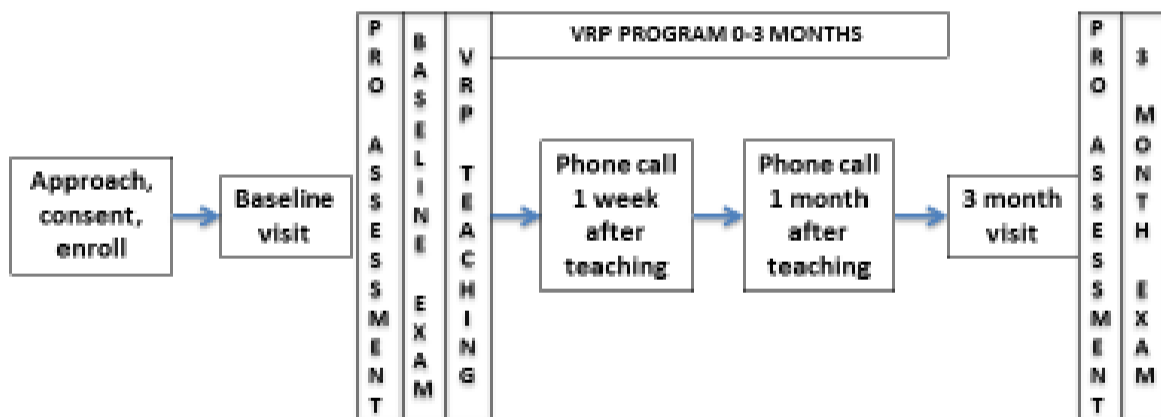 Approach,
consent,
enroll
Baseline
visit
PRO ASSESSMENT
BASELINE EXAM
VRP TEACHING
VRP PROGRAM 0-3 MONTHS
Phone call
1 week
after
teaching
Phone call
1 month
after
teaching
3 month
visit
PRO ASSESSMENT
3 MONTH EXAM